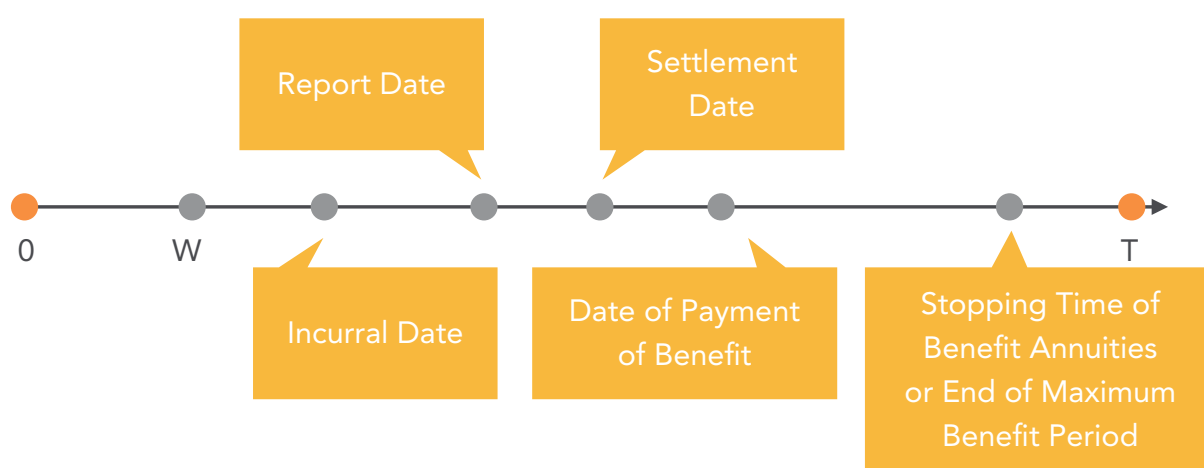 Report Date
Settlement
Date
0
W
T
Incurral Date
Date of Payment
of Benefit
Stopping Time of
Benefit Annuities
or End of Maximum
Benefit Period